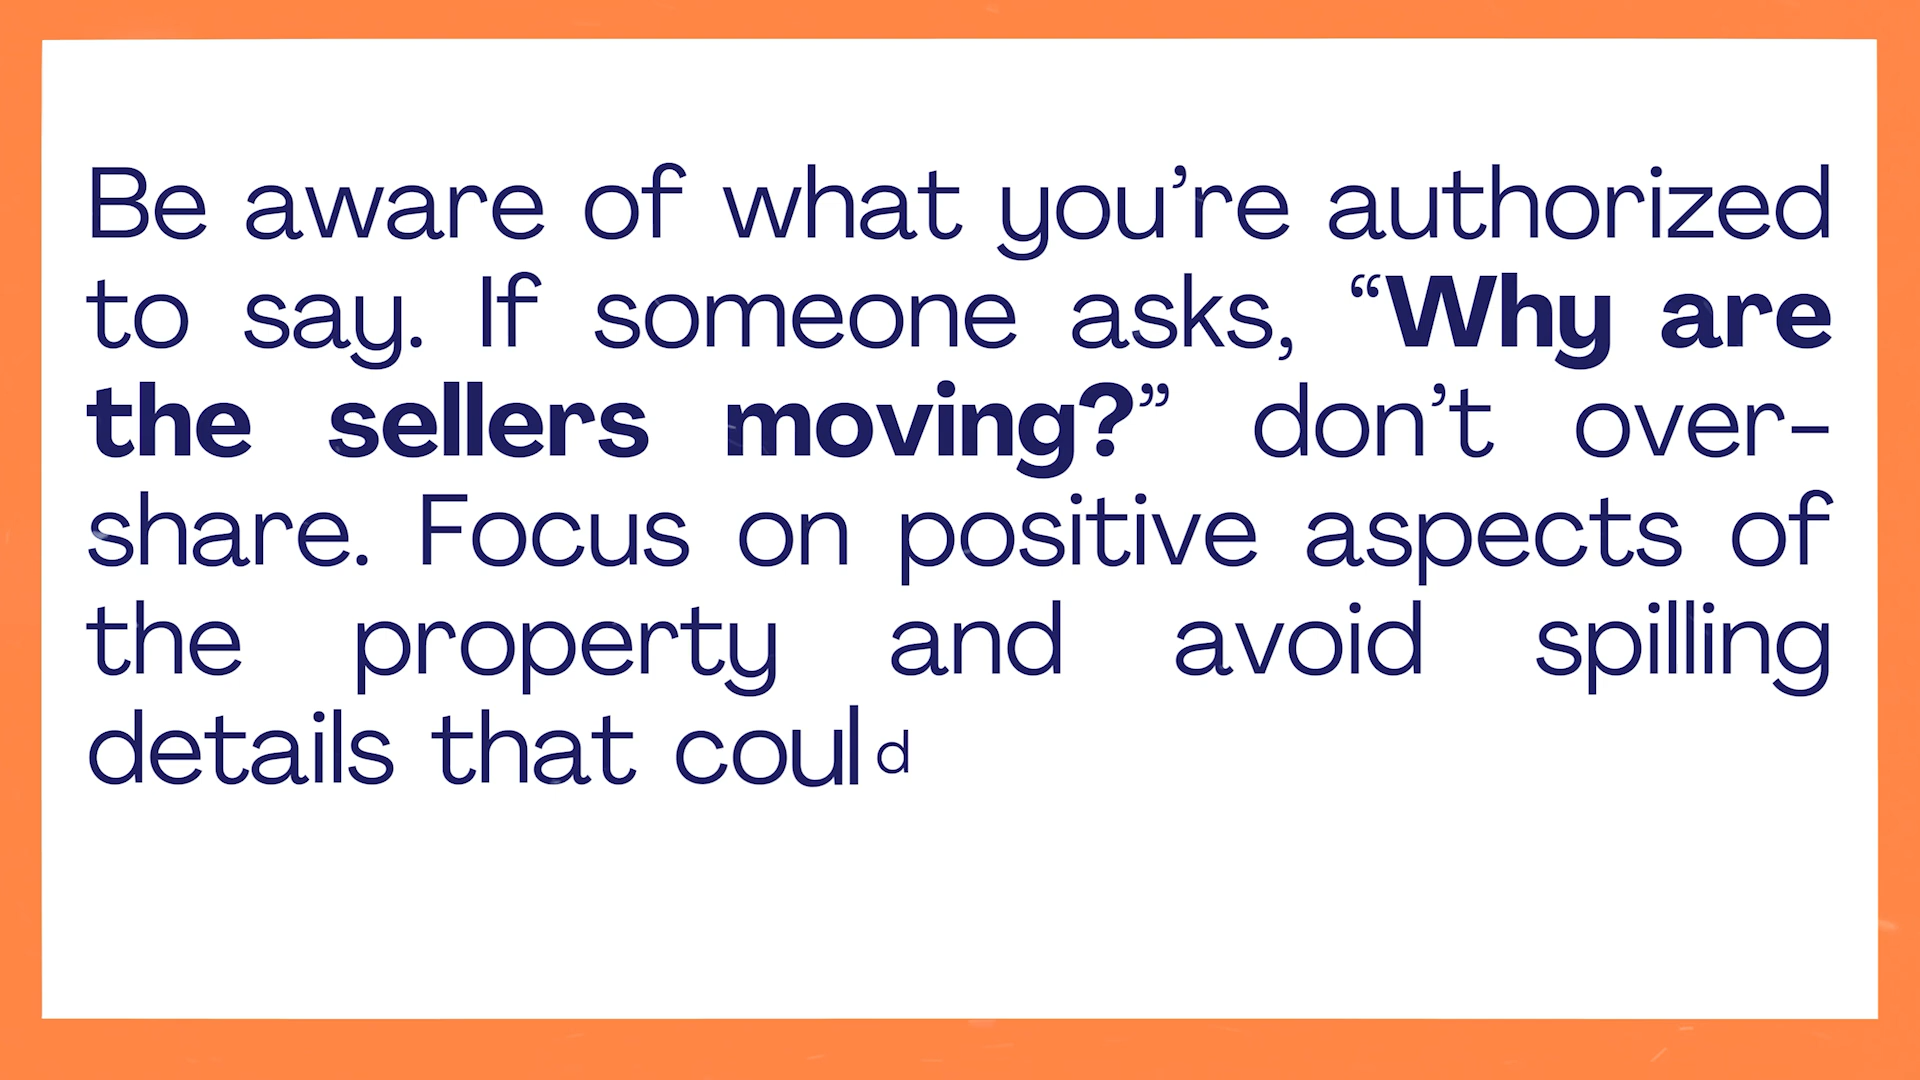 Be aware of what you’re authorized
to say. If someone asks, “Why are
the sellers moving?” don’t over-
share. Focus on positive aspects of
the property and avoid spilling
details that could